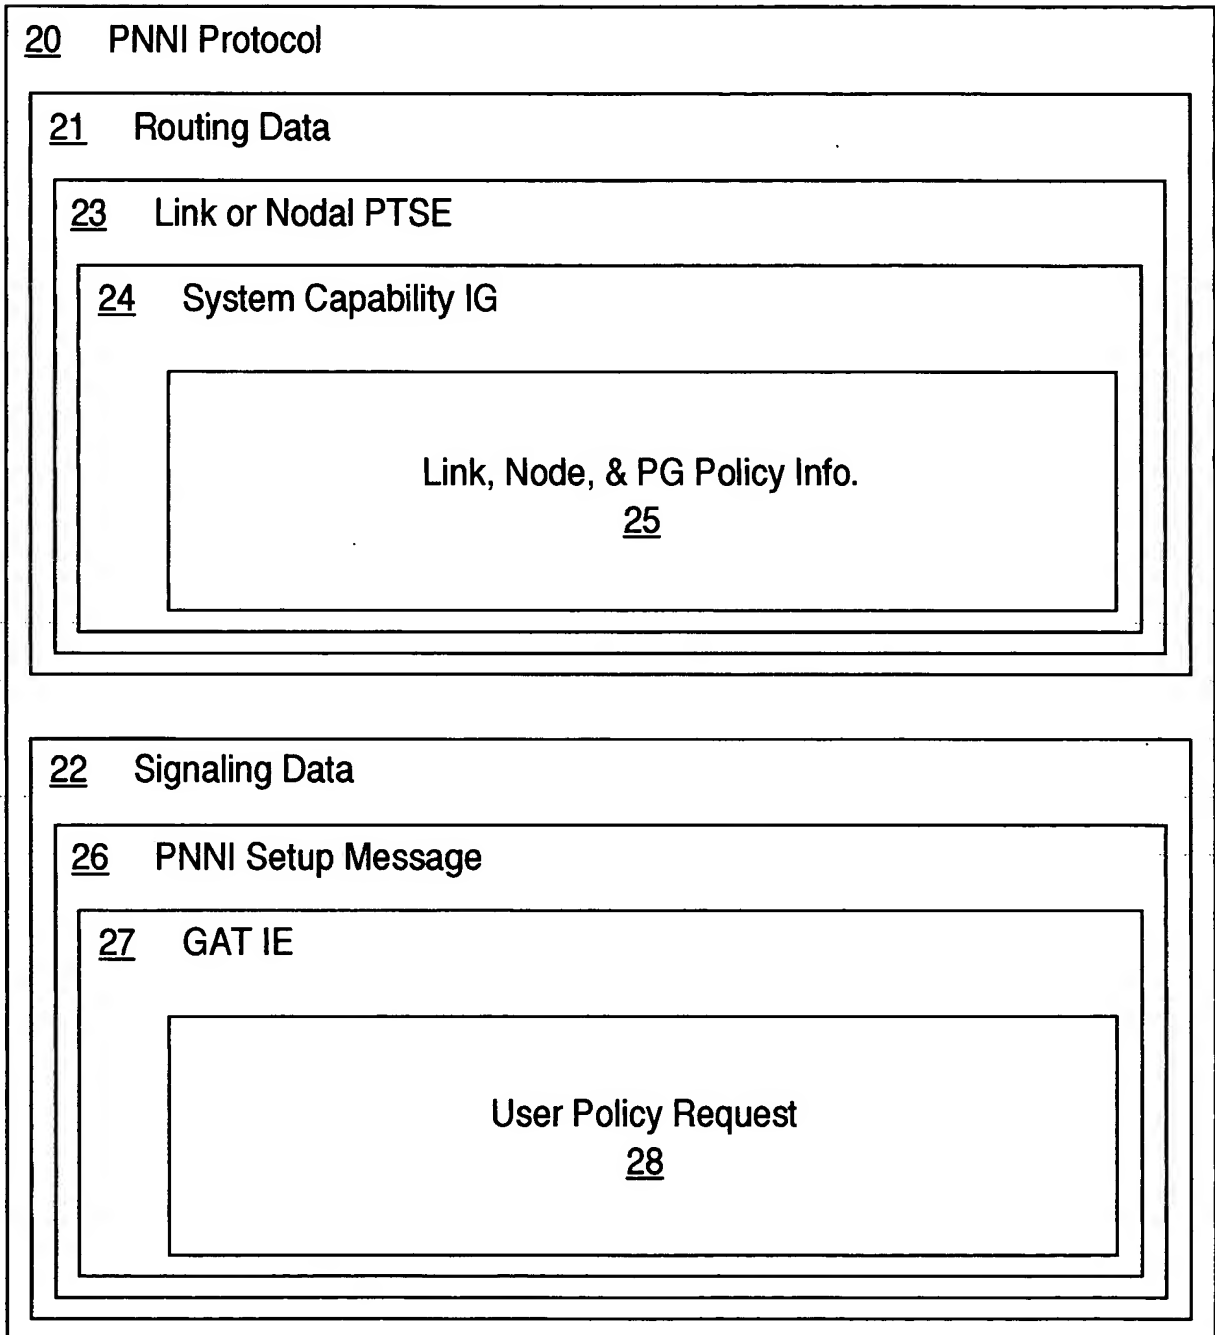 20 PNNI Protocol
21 Routing Data
23 Link or Nodal PTSE
24 System Capability IG
Link, Node, & PG Policy Info.
25
22 Signaling Data
26 PNNI Setup Message
27 GAT IE
User Policy Request
28